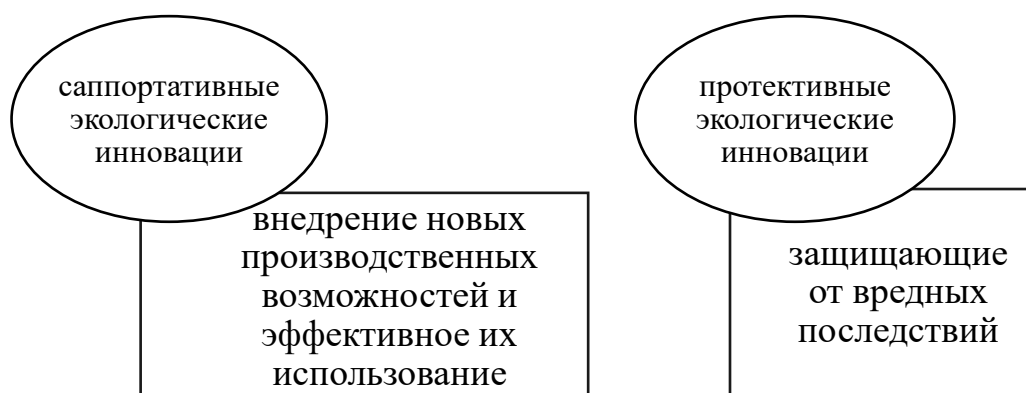 саппортативные
экологические
инновации
внедрение новых
производственных
возможностей и
эффективное их
использование
протективные
экологические
инновации
защищающие
от вредных
последствий